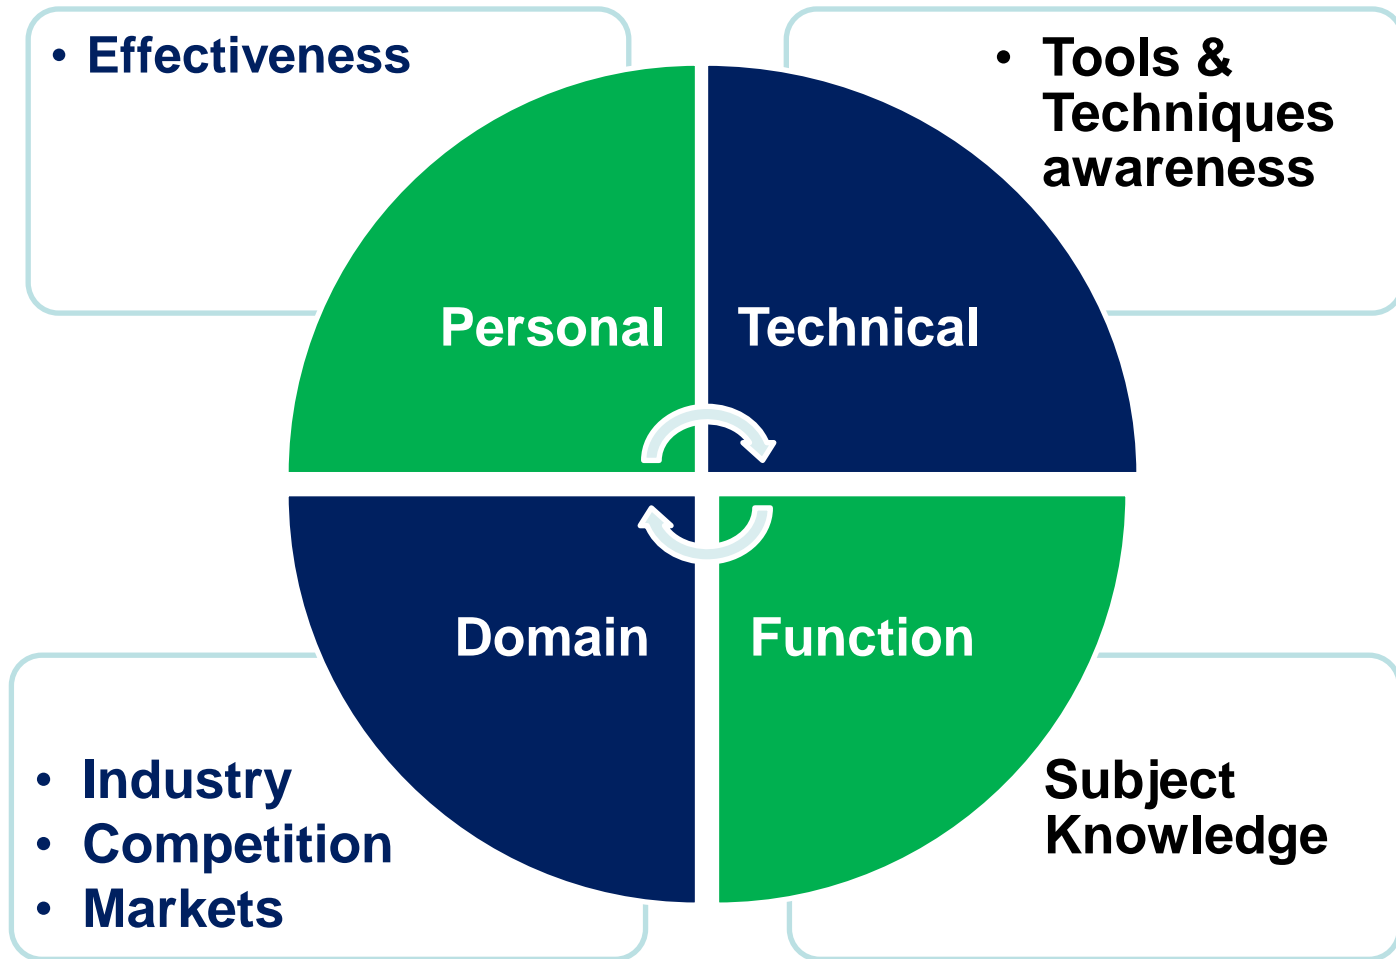 • Effectiveness
• Tools &
Techniques
awareness
Personal
Technical
Domain
Function
• Industry
• Competition
• Markets
Subject
Knowledge